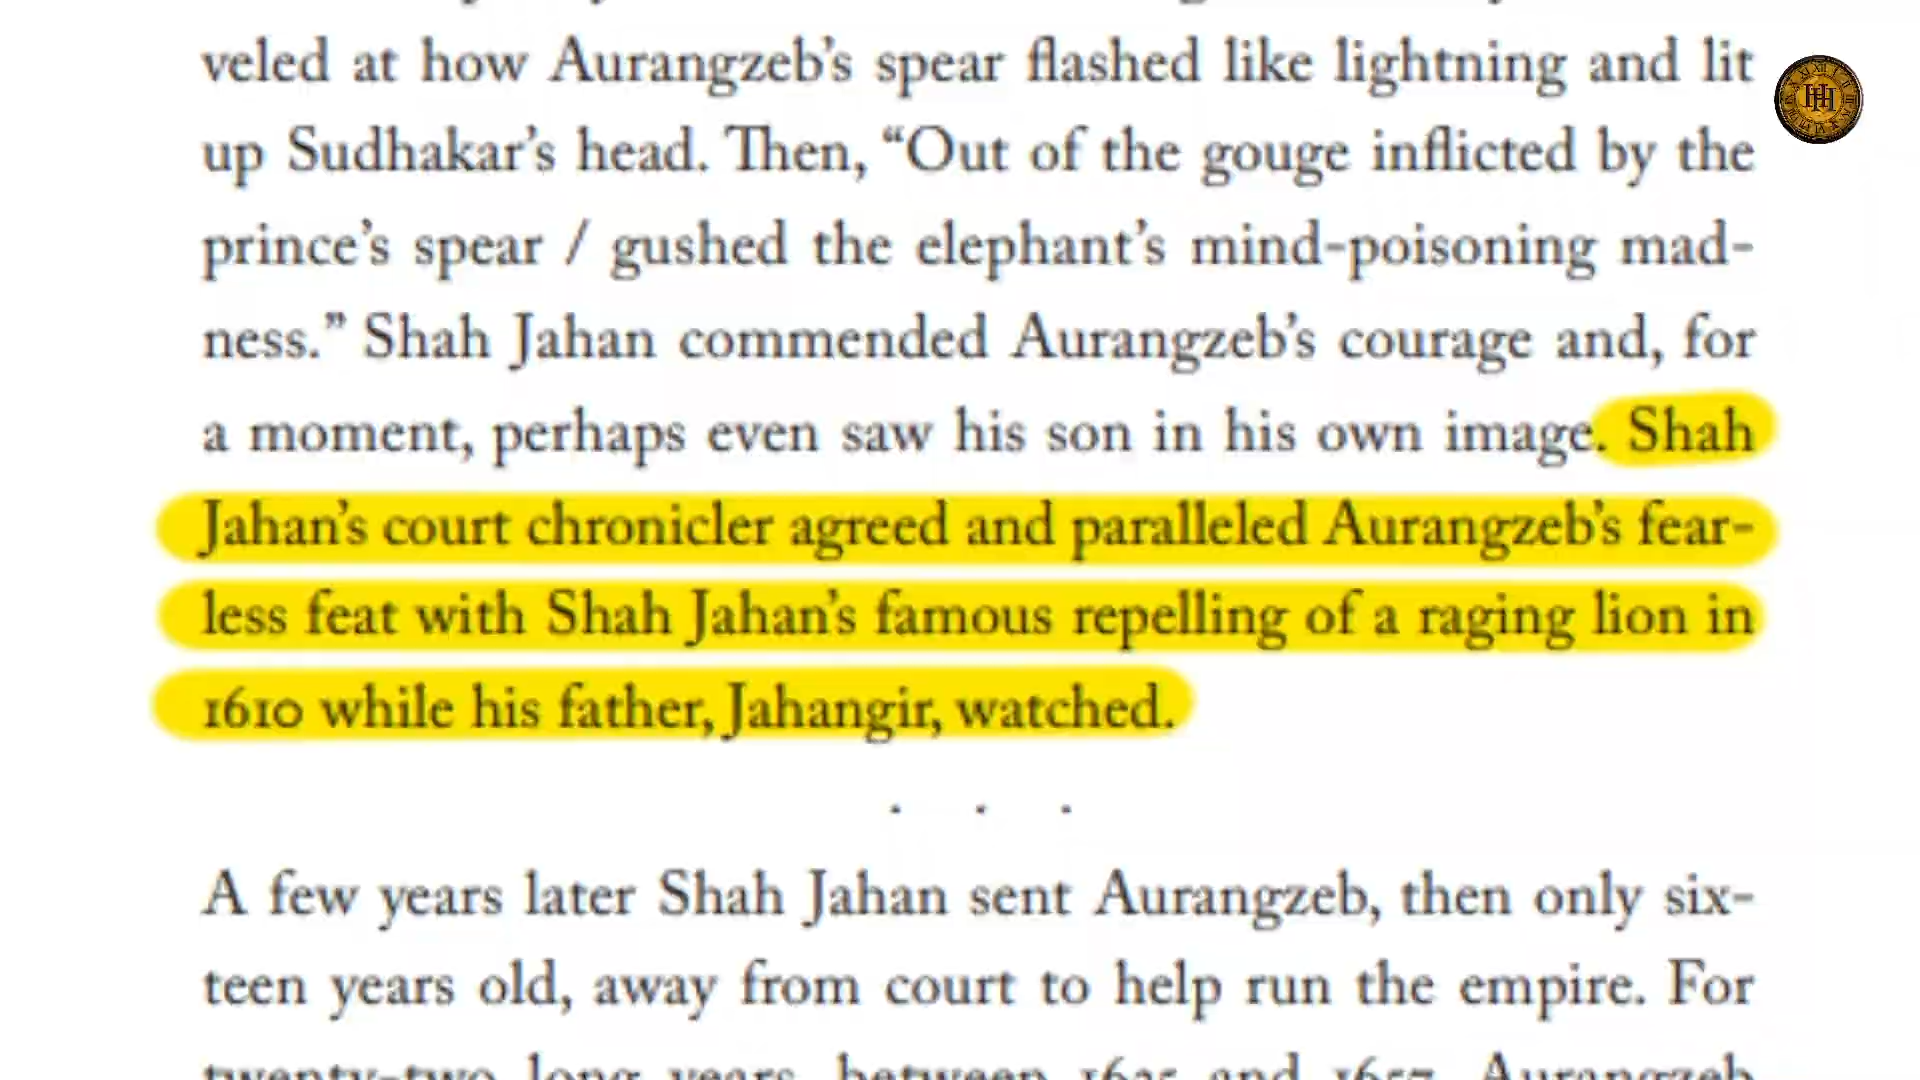 veled at how Aurangzeb’s spear flashed like lightning and lit
up Sudhakar’s head. Then, “Out of the gouge inflicted by the
prince’s spear / gushed the elephant’s mind-poisoning mad-
ness.” Shah Jahan commended Aurangzeb’s courage and, for
a moment, perhaps even saw his son in his own image. Shah
Jahan’s court chronicler agreed and paralleled Aurangzeb’s fear-
less feat with Shah Jahan’s famous repelling of a raging lion in
1610 while his father, Jahangir, watched.
. . .
A few years later Shah Jahan sent Aurangzeb, then only six-
teen years old, away from court to help run the empire. For
twenty-two long years, between 1635 and 1657, Aurangzeb